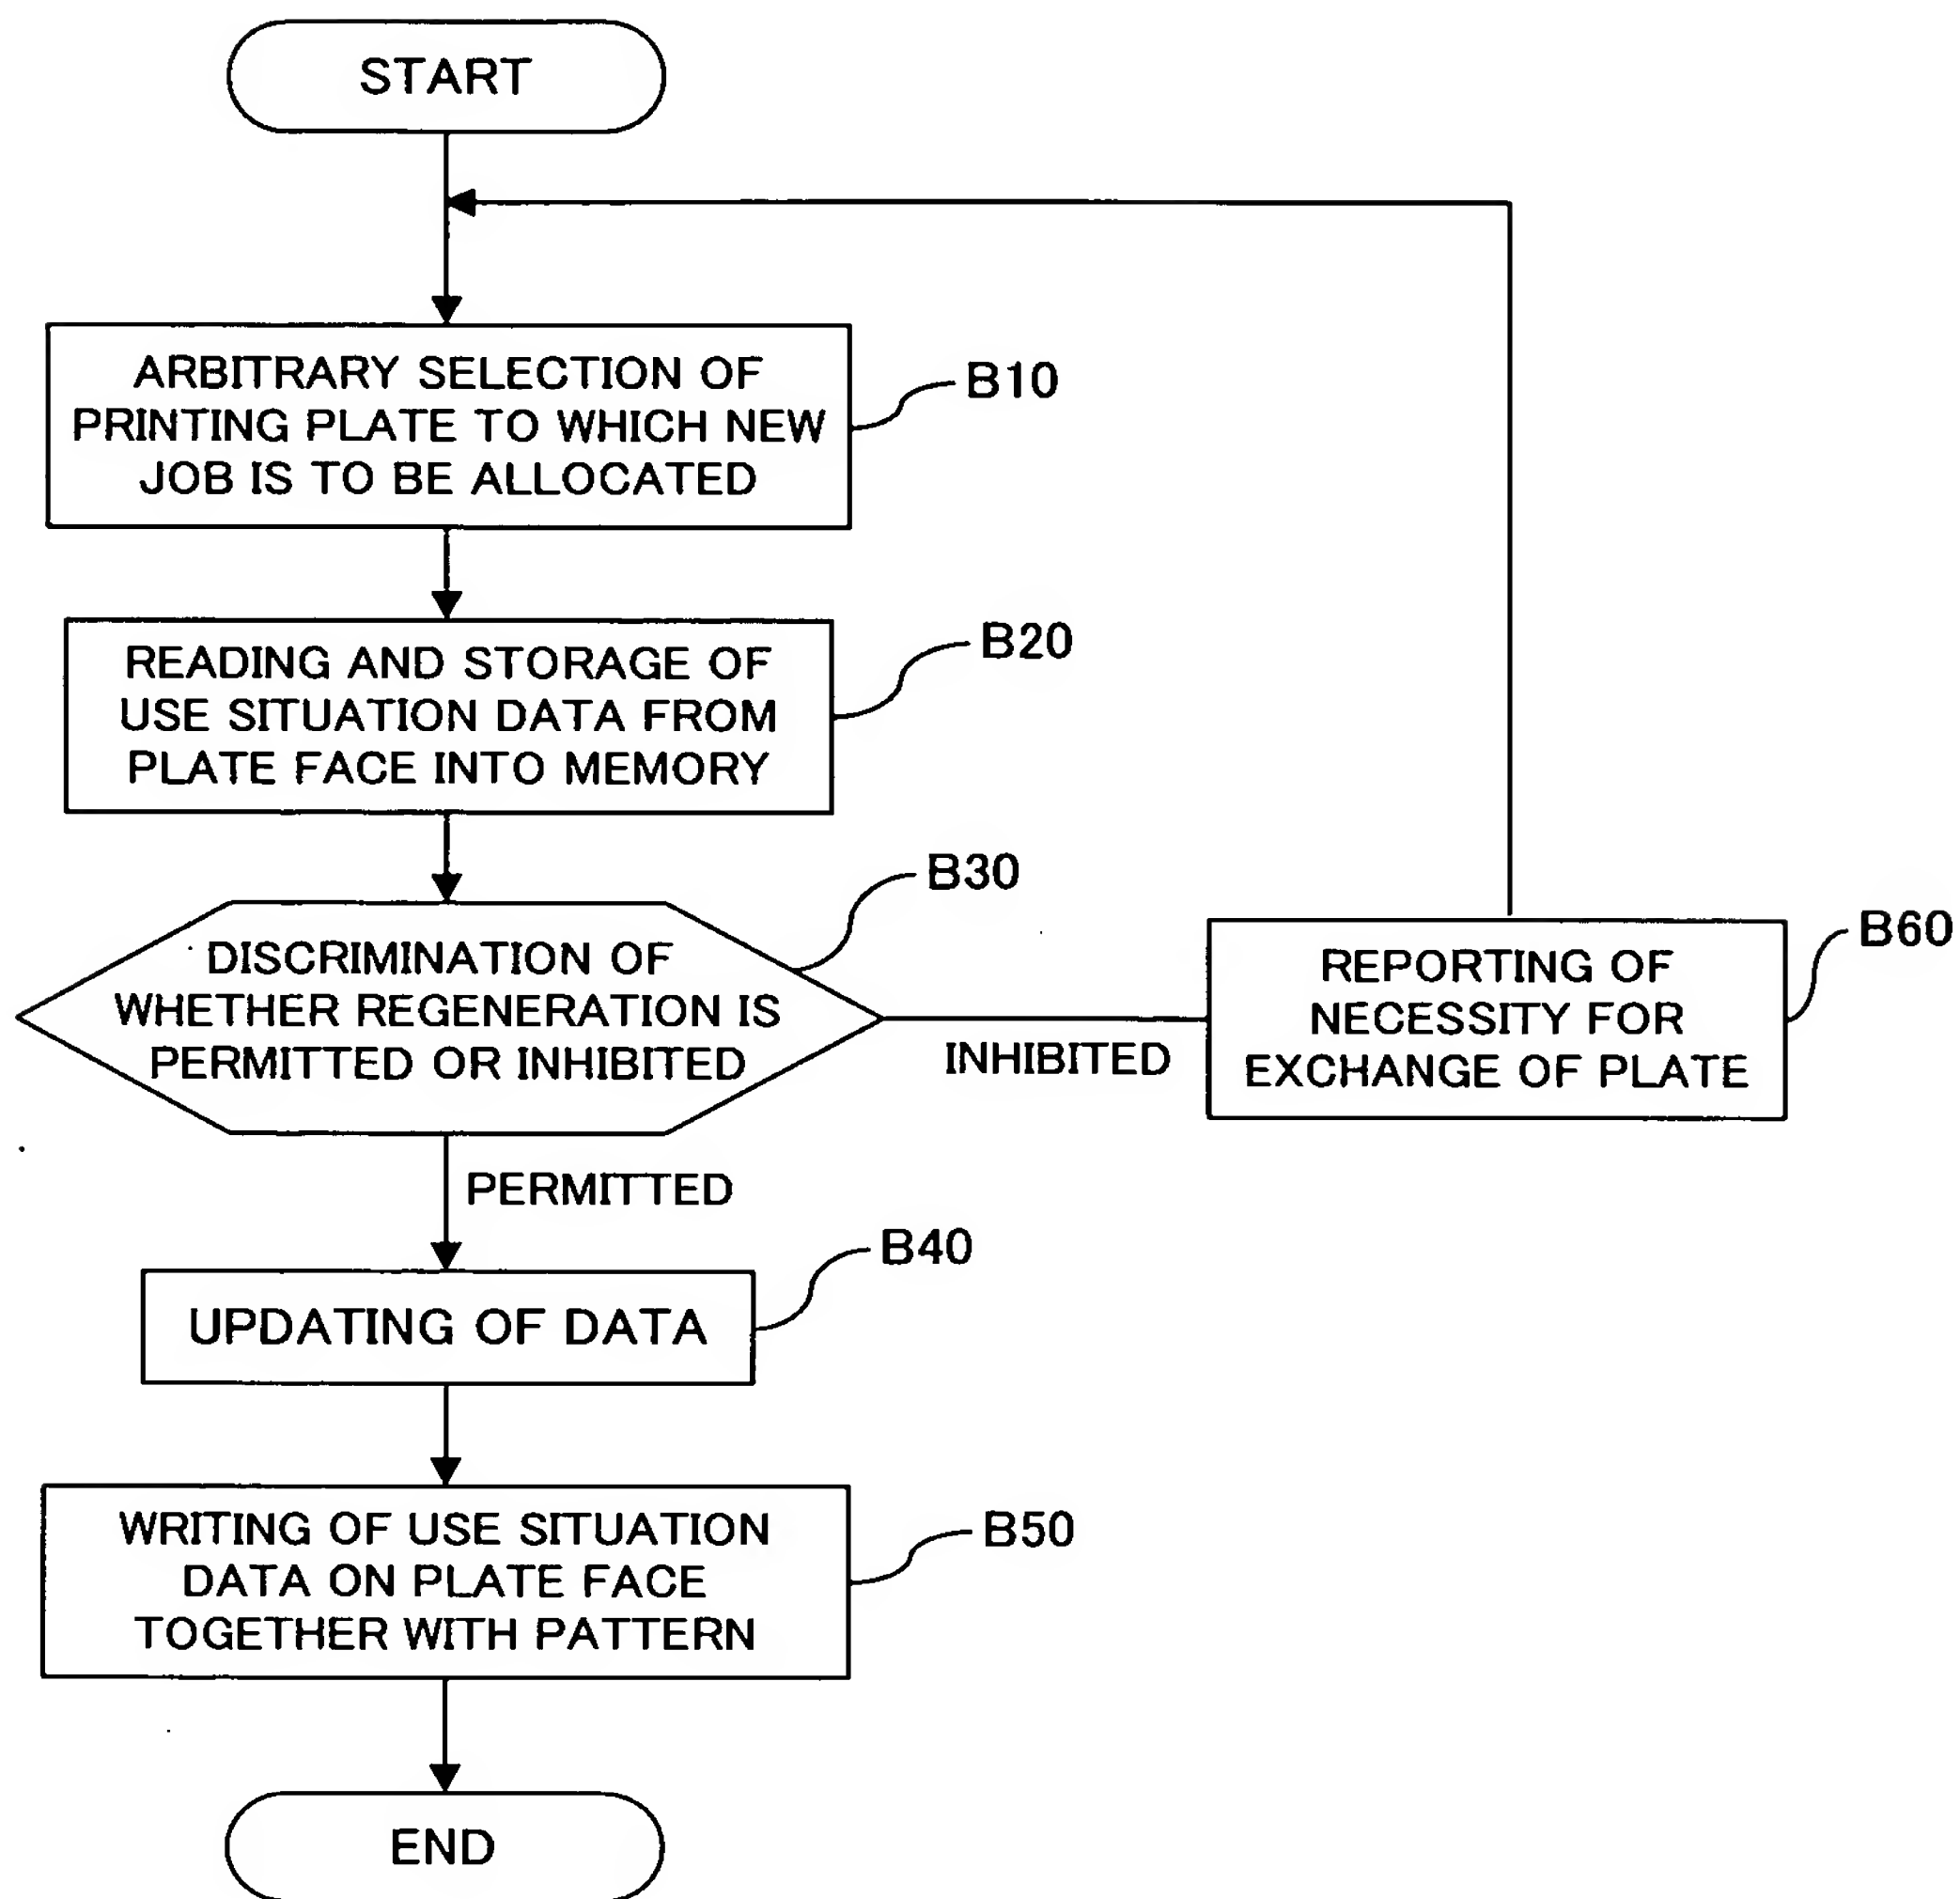 START
ARBITRARY SELECTION OF
PRINTING PLATE TO WHICH NEW
JOB IS TO BE ALLOCATED
B10
READING AND STORAGE OF
USE SITUATION DATA FROM
PLATE FACE INTO MEMORY
B20
DISCRIMINATION OF
WHETHER REGENERATION IS
PERMITTED OR INHIBITED
B30
INHIBITED
REPORTING OF
NECESSITY FOR
EXCHANGE OF PLATE
B60
PERMITTED
UPDATING OF DATA
B40
WRITING OF USE SITUATION
DATA ON PLATE FACE
TOGETHER WITH PATTERN
B50
END